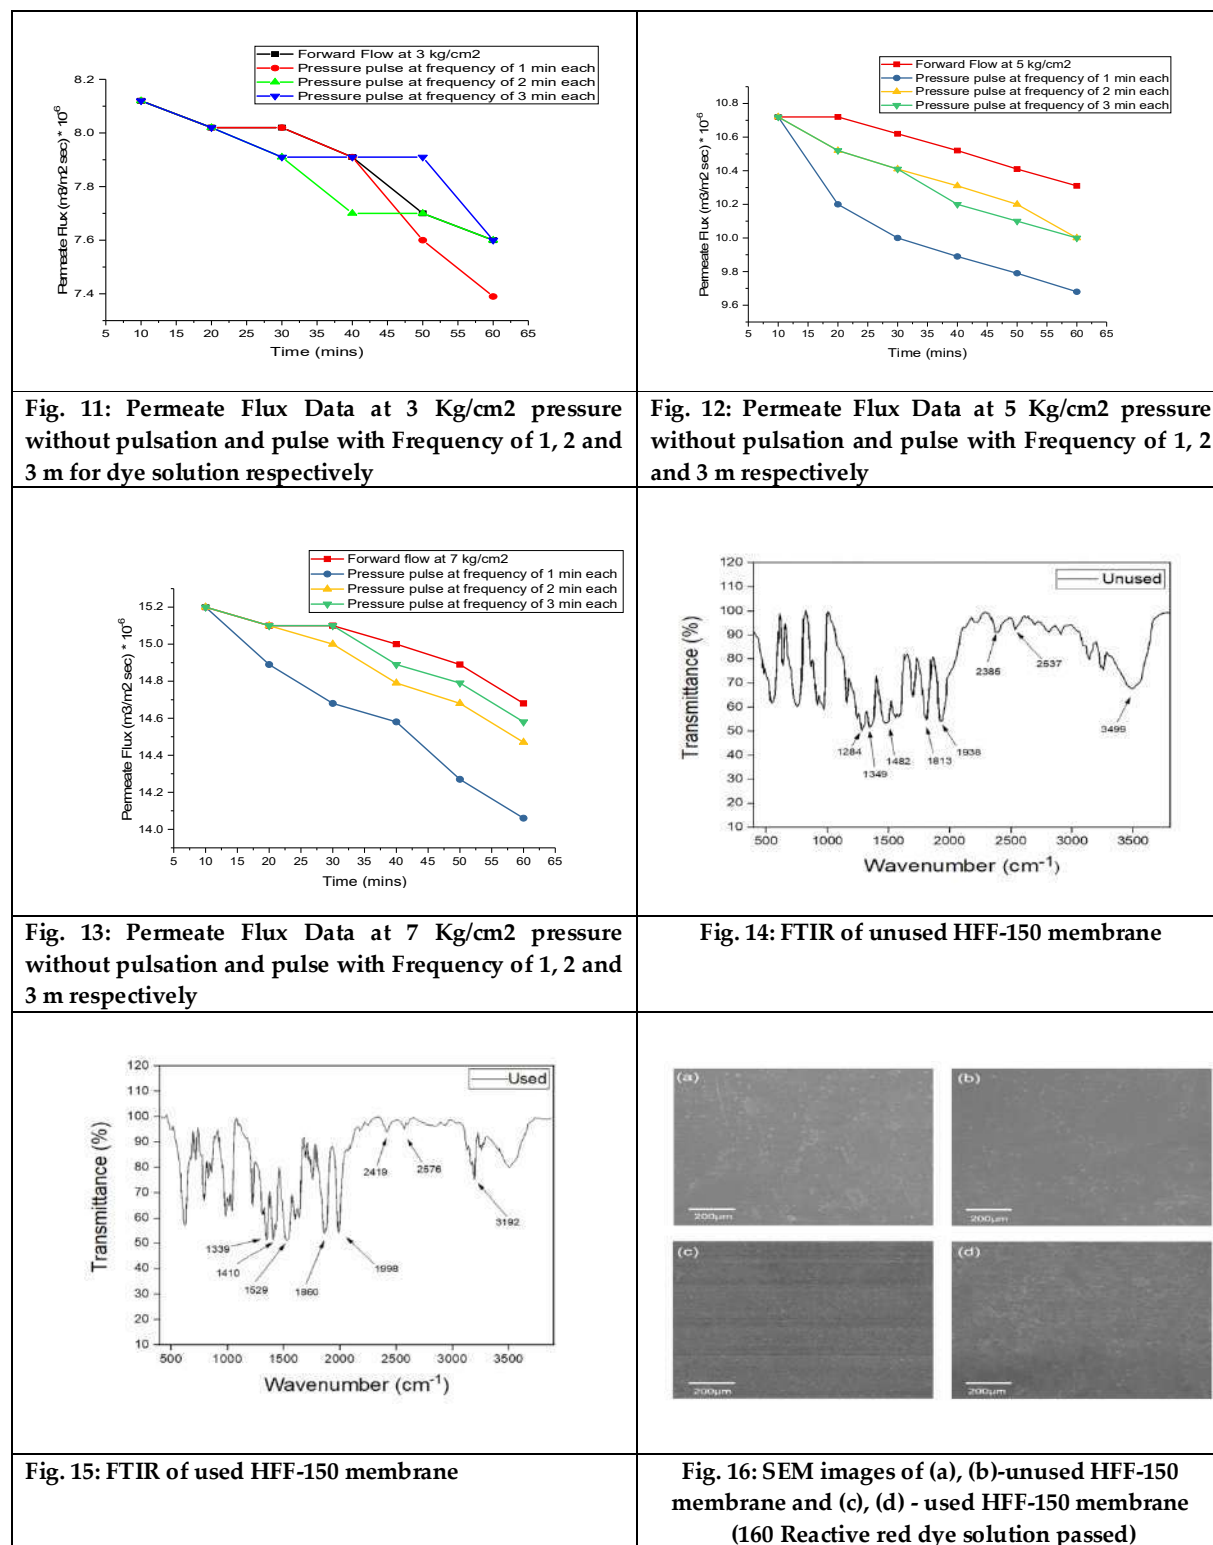 Forward Flow at 3 kg/cm2
Pressure pulse at frequency of 1 min each
Pressure pulse at frequency of 2 min each
Pressure pulse at frequency of 3 min each
Permeate Flux (m3/m2 sec) * 10^-6
8.2
8.0
7.8
7.6
7.4
5 10 15 20 25 30 35 40 45 50 55 60 65
Time (mins)
Forward Flow at 5 kg/cm2
Pressure pulse at frequency of 1 min each
Pressure pulse at frequency of 2 min each
Pressure pulse at frequency of 3 min each
Permeate Flux (m3/m2 sec) * 10^-6
10.8
10.6
10.4
10.2
10.0
9.8
9.6
5 10 15 20 25 30 35 40 45 50 55 60 65
Time (mins)
Fig. 11: Permeate Flux Data at 3 Kg/cm2 pressure
without pulsation and pulse with Frequency of 1, 2 and
3 m for dye solution respectively
Fig. 12: Permeate Flux Data at 5 Kg/cm2 pressure
without pulsation and pulse with Frequency of 1, 2
and 3 m respectively
Forward flow at 7 kg/cm2
Pressure pulse at frequency of 1 min each
Pressure pulse at frequency of 2 min each
Pressure pulse at frequency of 3 min each
Permeate Flux (m3/m2 sec) * 10^-6
15.2
15.0
14.8
14.6
14.4
14.2
14.0
5 10 15 20 25 30 35 40 45 50 55 60 65
Time (mins)
Unused
Transmittance (%)
120
110
100
90
80
70
60
50
40
30
20
10
2386
2637
3499
1284
1349
1482
1813
1938
500 1000 1500 2000 2500 3000 3500
Wavenumber (cm-1)
Fig. 13: Permeate Flux Data at 7 Kg/cm2 pressure
without pulsation and pulse with Frequency of 1, 2 and
3 m respectively
Fig. 14: FTIR of unused HFF-150 membrane
Used
Transmittance (%)
120
110
100
90
80
70
60
50
40
30
20
10
2419
2576
3192
1339
1410
1529
1860
1998
500 1000 1500 2000 2500 3000 3500
Wavenumber (cm-1)
(a)
200µm
(b)
200µm
(c)
200µm
(d)
200µm
Fig. 15: FTIR of used HFF-150 membrane
Fig. 16: SEM images of (a), (b)-unused HFF-150
membrane and (c), (d) - used HFF-150 membrane
(160 Reactive red dye solution passed)